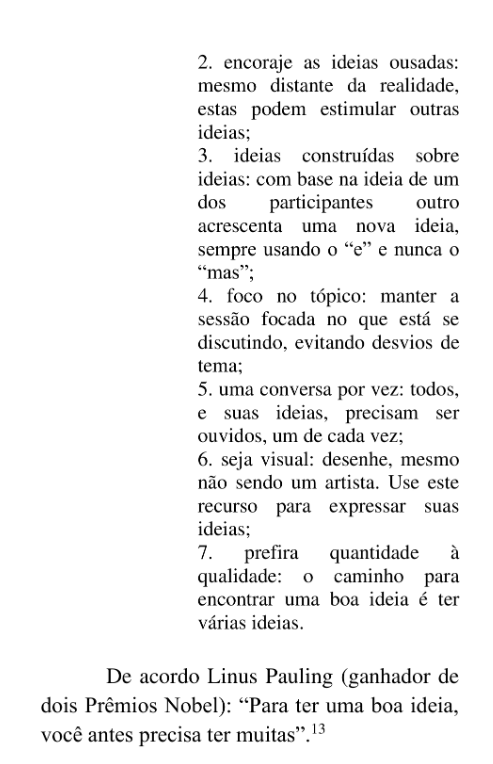 2. encoraje as ideias ousadas:
mesmo distante da realidade,
estas podem estimular outras
ideias;
3. ideias construídas sobre
ideias: com base na ideia de um
dos participantes outro
acrescenta uma nova ideia,
sempre usando o “e” e nunca o
“mas”;
4. foco no tópico: manter a
sessão focada no que está se
discutindo, evitando desvios de
tema;
5. uma conversa por vez: todos,
e suas ideias, precisam ser
ouvidos, um de cada vez;
6. seja visual: desenhe, mesmo
não sendo um artista. Use este
recurso para expressar suas
ideias;
7. prefira quantidade à
qualidade: o caminho para
encontrar uma boa ideia é ter
várias ideias.
De acordo Linus Pauling (ganhador de
dois Prêmios Nobel): “Para ter uma boa ideia,
você antes precisa ter muitas”.13